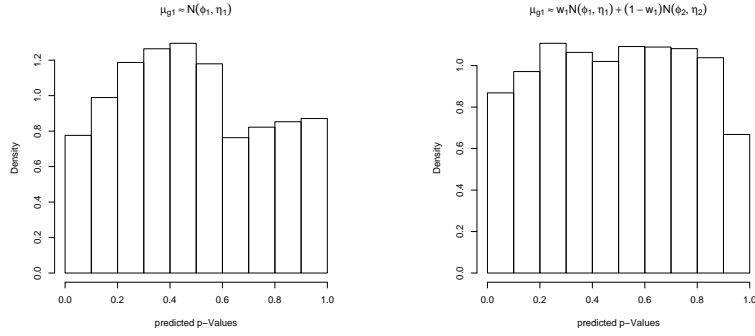 μg1 ≈ N(ϕ1, η1)
Density
0.0 0.2 0.4 0.6 0.8 1.0 1.2
0.0 0.2 0.4 0.6 0.8 1.0
predicted p−Values
μg1 ≈ w1N(ϕ1, η1) + (1 − w1)N(ϕ2, η2)
Density
0.0 0.2 0.4 0.6 0.8 1.0
0.0 0.2 0.4 0.6 0.8 1.0
predicted p−Values